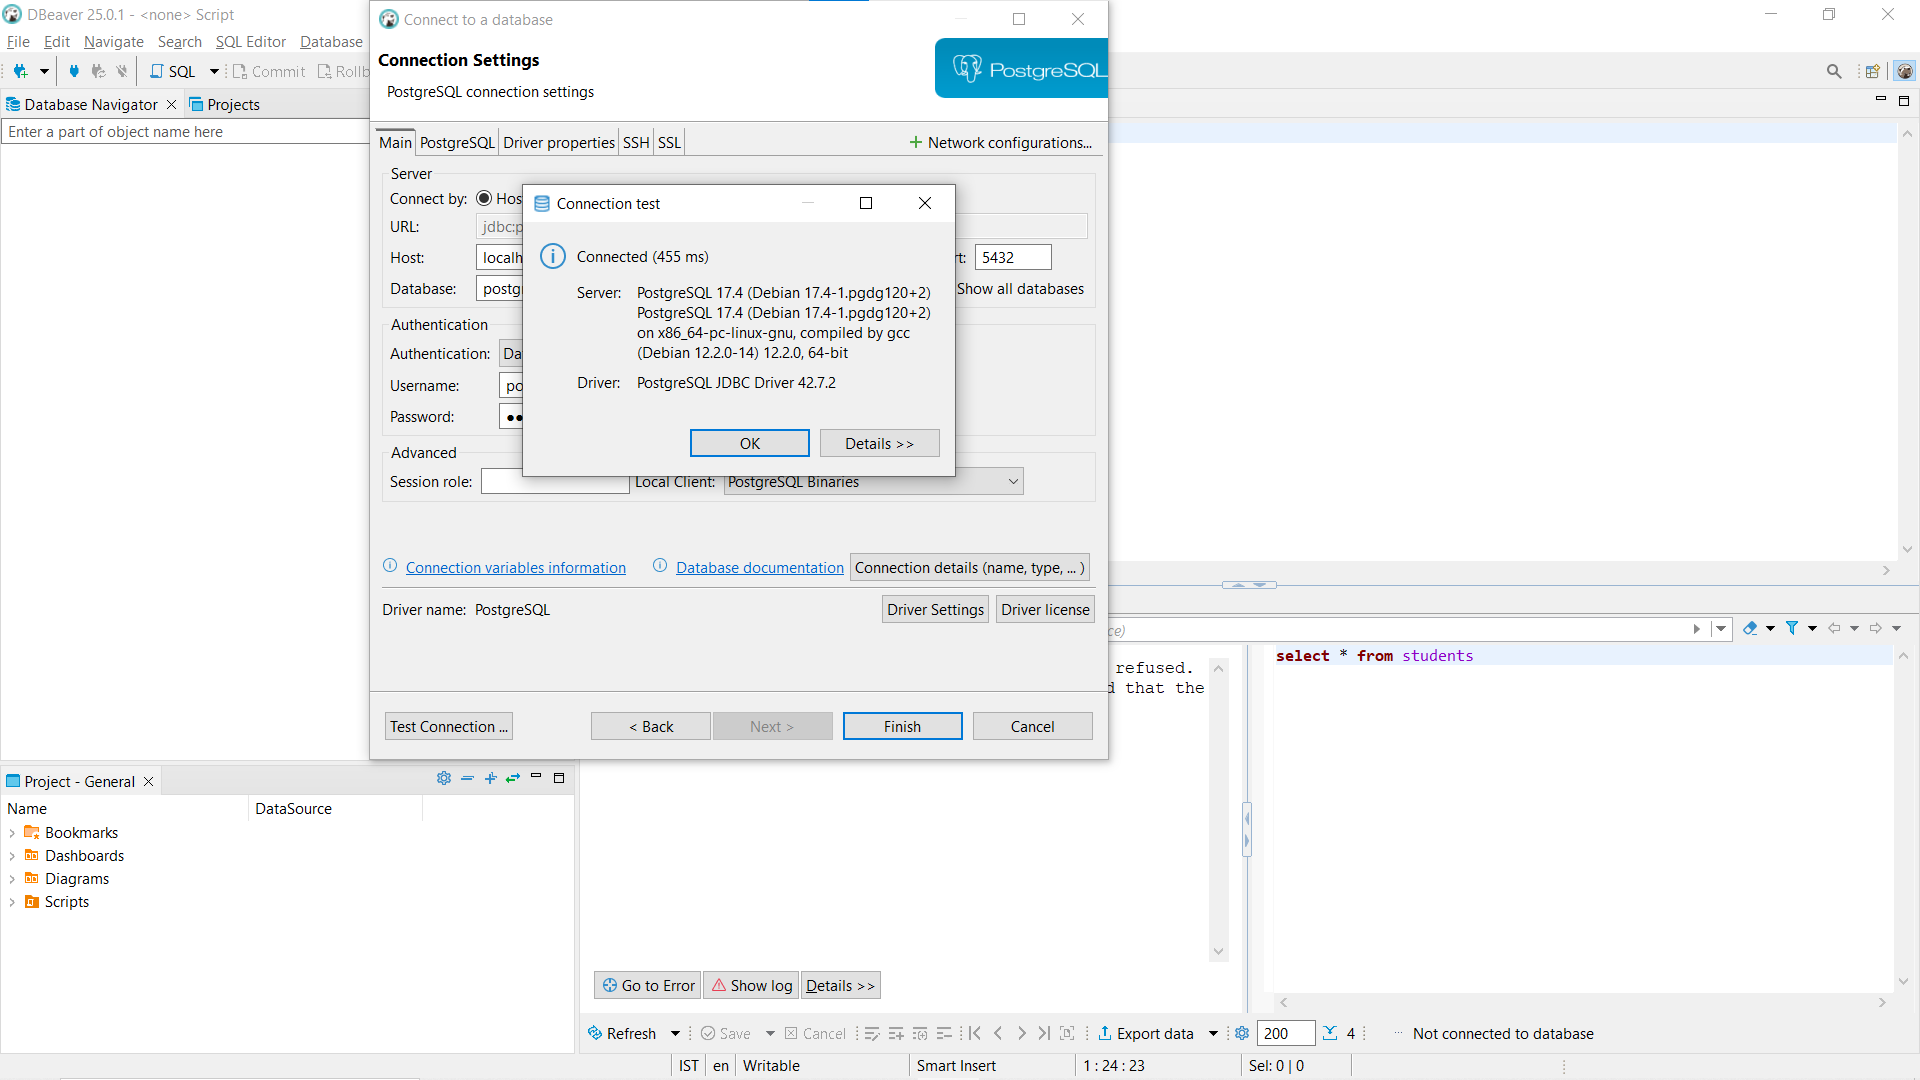 DBeaver 25.0.1 - <none> Script
File Edit Navigate Search SQL Editor Database
SQL Commit Rollb
Database Navigator Projects
Enter a part of object name here
Connect to a database
Connection Settings
PostgreSQL connection settings
PostgreSQL
Main PostgreSQL Driver properties SSH SSL Network configurations...
Server
Connect by: Hos
URL: jdbc:p
Host: localh rt: 5432
Database: postgr Show all databases
Authentication
Authentication: Da
Username: po
Password: ●●
Advanced
Session role: Local Client: PostgreSQL Binaries
Connection test
Connected (455 ms)
Server: PostgreSQL 17.4 (Debian 17.4-1.pgdg120+2)
PostgreSQL 17.4 (Debian 17.4-1.pgdg120+2)
on x86_64-pc-linux-gnu, compiled by gcc
(Debian 12.2.0-14) 12.2.0, 64-bit
Driver: PostgreSQL JDBC Driver 42.7.2
OK Details >>
Connection variables information Database documentation Connection details (name, type, ... )
Driver name: PostgreSQL Driver Settings Driver license
Test Connection ... < Back Next > Finish Cancel
ce)
refused.
d that the
select * from students
Project - General
Name DataSource
Bookmarks
Dashboards
Diagrams
Scripts
Go to Error Show log Details >>
Refresh Save Cancel Export data 200 4 Not connected to database
IST en Writable Smart Insert 1 : 24 : 23 Sel: 0 | 0